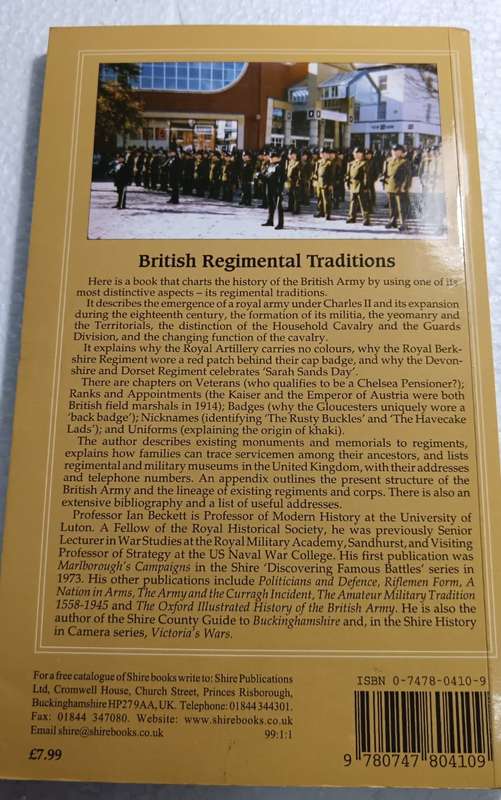 British Regimental Traditions
Here is a book that charts the history of the British Army by using one of its
most distinctive aspects – its regimental traditions.
It describes the emergence of a royal army under Charles II and its expansion
during the eighteenth century, the formation of its militia, the yeomanry and
the Territorials, the distinction of the Household Cavalry and the Guards
Division, and the changing function of the cavalry.
It explains why the Royal Artillery carries no colours, why the Royal Berk-
shire Regiment wore a red patch behind their cap badge, and why the Devon-
shire and Dorset Regiment celebrates 'Sarah Sands Day'.
There are chapters on Veterans (who qualifies to be a Chelsea Pensioner?);
Ranks and Appointments (the Kaiser and the Emperor of Austria were both
British field marshals in 1914); Badges (why the Gloucesters uniquely wore a
'back badge'); Nicknames (identifying 'The Rusty Buckles' and 'The Havecake
Lads'); and Uniforms (explaining the origin of khaki).
The author describes existing monuments and memorials to regiments,
explains how families can trace servicemen among their ancestors, and lists
regimental and military museums in the United Kingdom, with their addresses
and telephone numbers. An appendix outlines the present structure of the
British Army and the lineage of existing regiments and corps. There is also an
extensive bibliography and a list of useful addresses.
Professor Ian Beckett is Professor of Modern History at the University of
Luton. A Fellow of the Royal Historical Society, he was previously Senior
Lecturer in War Studies at the Royal Military Academy, Sandhurst, and Visiting
Professor of Strategy at the US Naval War College. His first publication was
Marlborough's Campaigns in the Shire 'Discovering Famous Battles' series in
1973. His other publications include Politicians and Defence, Riflemen Form, A
Nation in Arms, The Army and the Curragh Incident, The Amateur Military Tradition
1558-1945 and The Oxford Illustrated History of the British Army. He is also the
author of the Shire County Guide to Buckinghamshire and, in the Shire History
in Camera series, Victoria's Wars.
For a free catalogue of Shire books write to: Shire Publications
Ltd, Cromwell House, Church Street, Princes Risborough,
Buckinghamshire HP27 9AA, UK. Telephone: 01844 344301.
Fax: 01844 347080. Website: www.shirebooks.co.uk
Email shire@shirebooks.co.uk 99:1:1
£7.99
ISBN 0-7478-0410-9
9 780747 804109